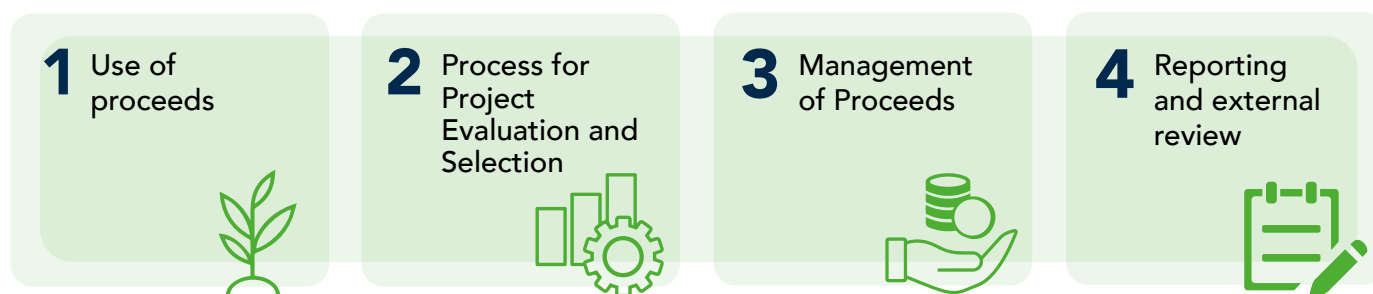 1 Use of
proceeds
2 Process for
Project
Evaluation and
Selection
3 Management
of Proceeds
4 Reporting
and external
review